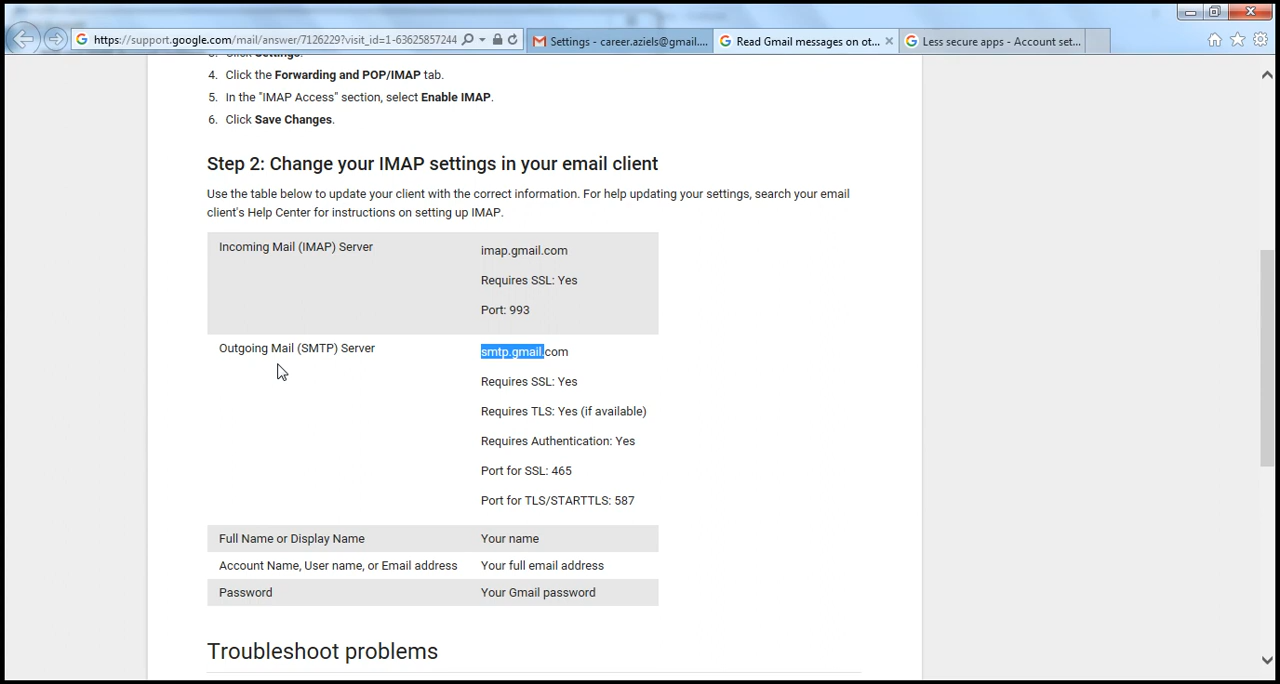 https://support.google.com/mail/answer/7126229?visit_id=1-63625857244
Settings - career.aziels@gmail....
Read Gmail messages on ot...
Less secure apps - Account set...
4. Click the Forwarding and POP/IMAP tab.
5. In the "IMAP Access" section, select Enable IMAP.
6. Click Save Changes.
Step 2: Change your IMAP settings in your email client
Use the table below to update your client with the correct information. For help updating your settings, search your email
client's Help Center for instructions on setting up IMAP.
Incoming Mail (IMAP) Server
imap.gmail.com
Requires SSL: Yes
Port: 993
Outgoing Mail (SMTP) Server
smtp.gmail.com
Requires SSL: Yes
Requires TLS: Yes (if available)
Requires Authentication: Yes
Port for SSL: 465
Port for TLS/STARTTLS: 587
Full Name or Display Name
Your name
Account Name, User name, or Email address
Your full email address
Password
Your Gmail password
Troubleshoot problems